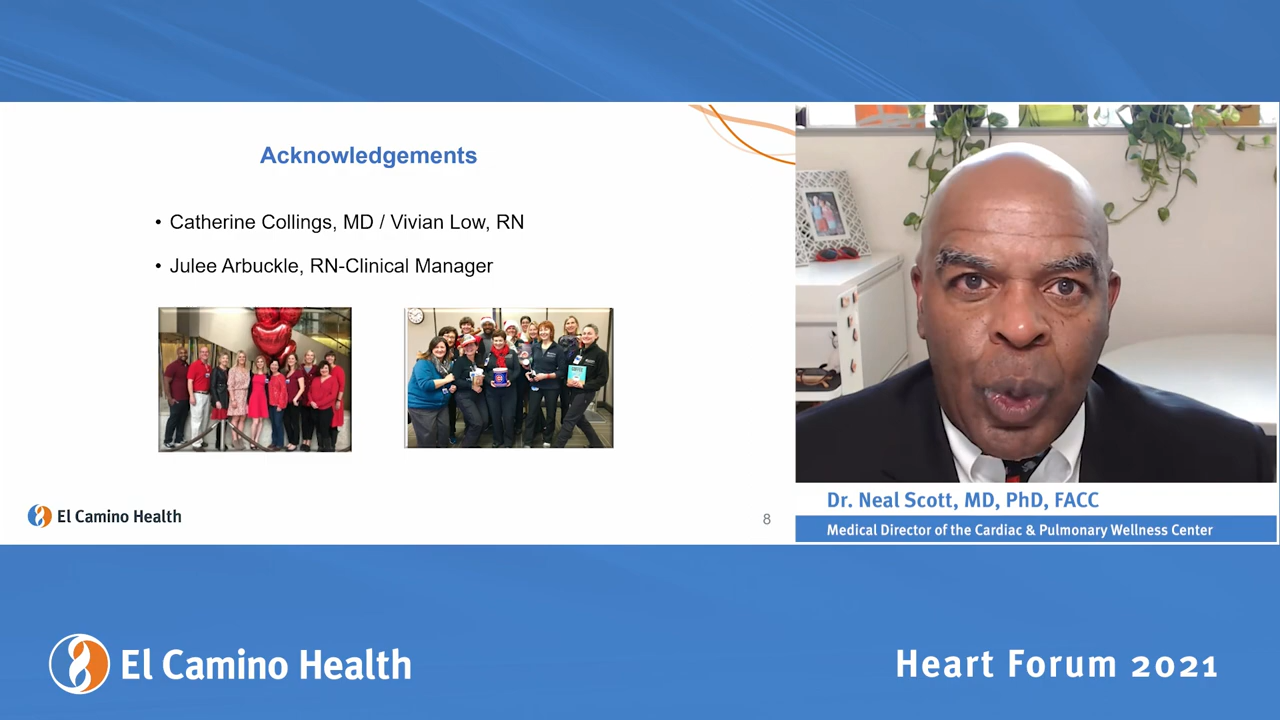 Acknowledgements
• Catherine Collings, MD / Vivian Low, RN
• Julee Arbuckle, RN-Clinical Manager
El Camino Health
8
Dr. Neal Scott, MD, PhD, FACC
Medical Director of the Cardiac & Pulmonary Wellness Center
El Camino Health
Heart Forum 2021